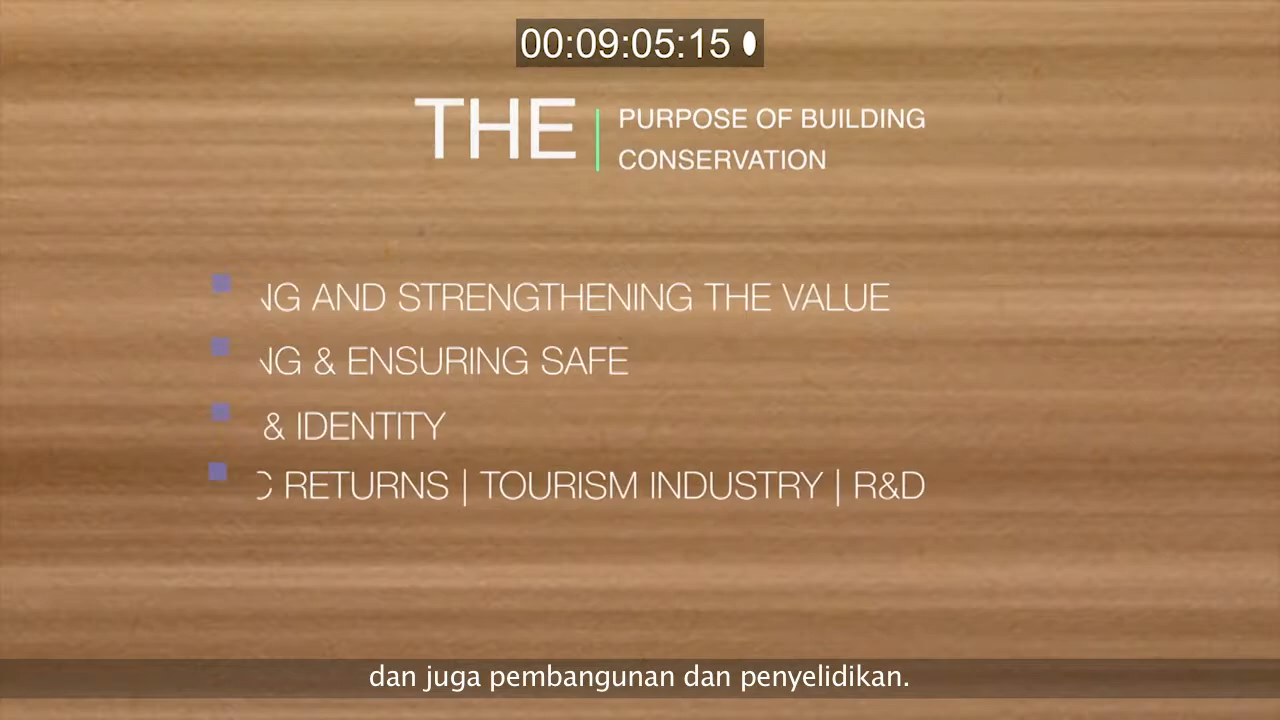 00:09:05:15
THE
PURPOSE OF BUILDING
CONSERVATION
NG AND STRENGTHENING THE VALUE
NG & ENSURING SAFE
& IDENTITY
C RETURNS | TOURISM INDUSTRY | R&D
dan juga pembangunan dan penyelidikan.